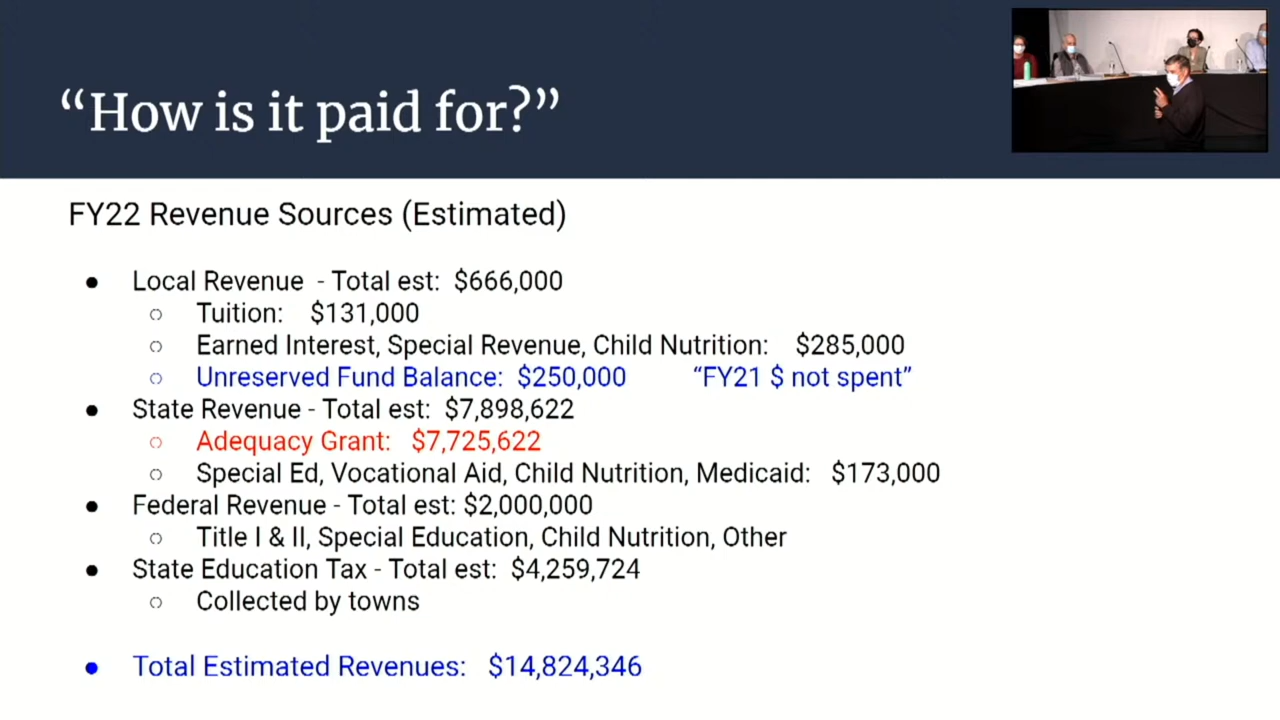 “How is it paid for?”
FY22 Revenue Sources (Estimated)
Local Revenue - Total est: $666,000
Tuition: $131,000
Earned Interest, Special Revenue, Child Nutrition: $285,000
Unreserved Fund Balance: $250,000 “FY21 $ not spent”
State Revenue - Total est: $7,898,622
Adequacy Grant: $7,725,622
Special Ed, Vocational Aid, Child Nutrition, Medicaid: $173,000
Federal Revenue - Total est: $2,000,000
Title I & II, Special Education, Child Nutrition, Other
State Education Tax - Total est: $4,259,724
Collected by towns
Total Estimated Revenues: $14,824,346